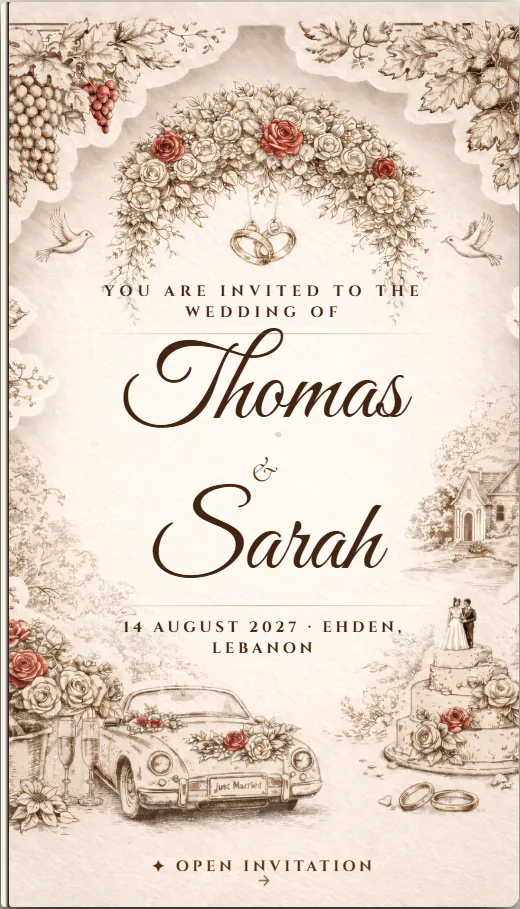 YOU ARE INVITED TO THE
WEDDING OF
Thomas
&
Sarah
14 AUGUST 2027 · EHDEN,
LEBANON
Just Married
✦ OPEN INVITATION
→